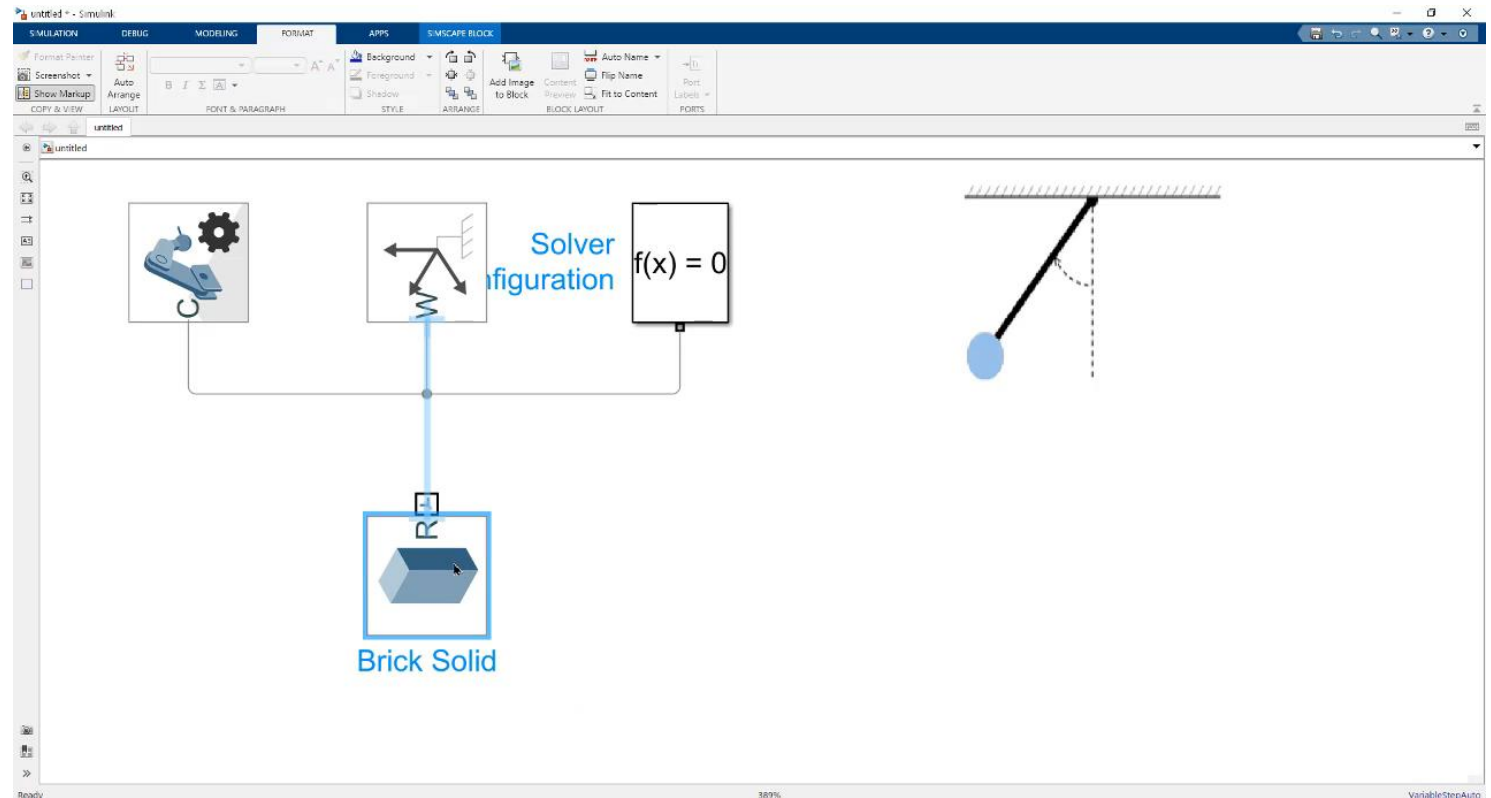 untitled * - Simulink
SIMULATION DEBUG MODELING FORMAT APPS SIMSCAPE BLOCK
Format Painter
Screenshot
Show Markup
COPY & VIEW
Auto
Arrange
LAYOUT
B I Σ A
A A
FONT & PARAGRAPH
Background
Foreground
Shadow
STYLE
ARRANGE
Add Image
to Block
Content
Preview
Auto Name
Flip Name
Fit to Content
BLOCK LAYOUT
Port
Labels
PORTS
untitled
untitled
C
W
Solver
nfiguration
f(x) = 0
R
Brick Solid
Ready
389%
VariableStepAuto